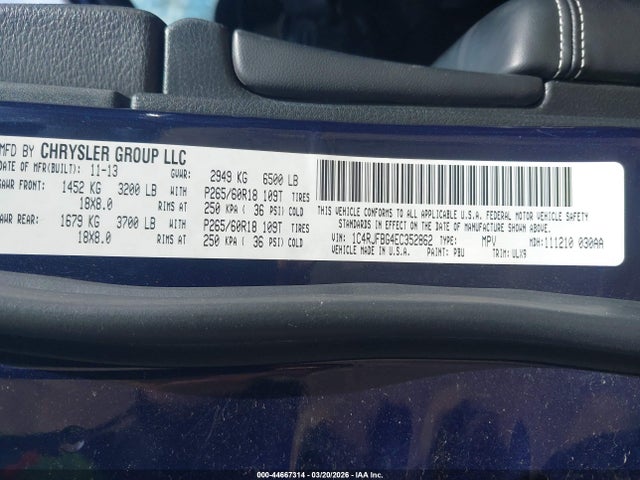 MFD BY CHRYSLER GROUP LLC
DATE OF MFR(BUILT): 11-13 GVWR: 2949 KG 6500 LB
GAWR FRONT: 1452 KG 3200 LB WITH P265/60R18 109T TIRES
18X8.0 RIMS AT 250 KPA ( 36 PSI) COLD
GAWR REAR: 1679 KG 3700 LB WITH P265/60R18 109T TIRES
18X8.0 RIMS AT 250 KPA ( 36 PSI) COLD
THIS VEHICLE CONFORMS TO ALL APPLICABLE U.S.A. FEDERAL MOTOR VEHICLE SAFETY
STANDARDS IN EFFECT ON THE DATE OF MANUFACTURE SHOWN ABOVE.
VIN: 1C4RJFBG4EC352862 MPV MDH: 111210 030AA
VEHICLE MADE IN U.S.A. PAINT: PBU TRIM: ULX9
000-44667314 | 03/20/2026 | IAA Inc.